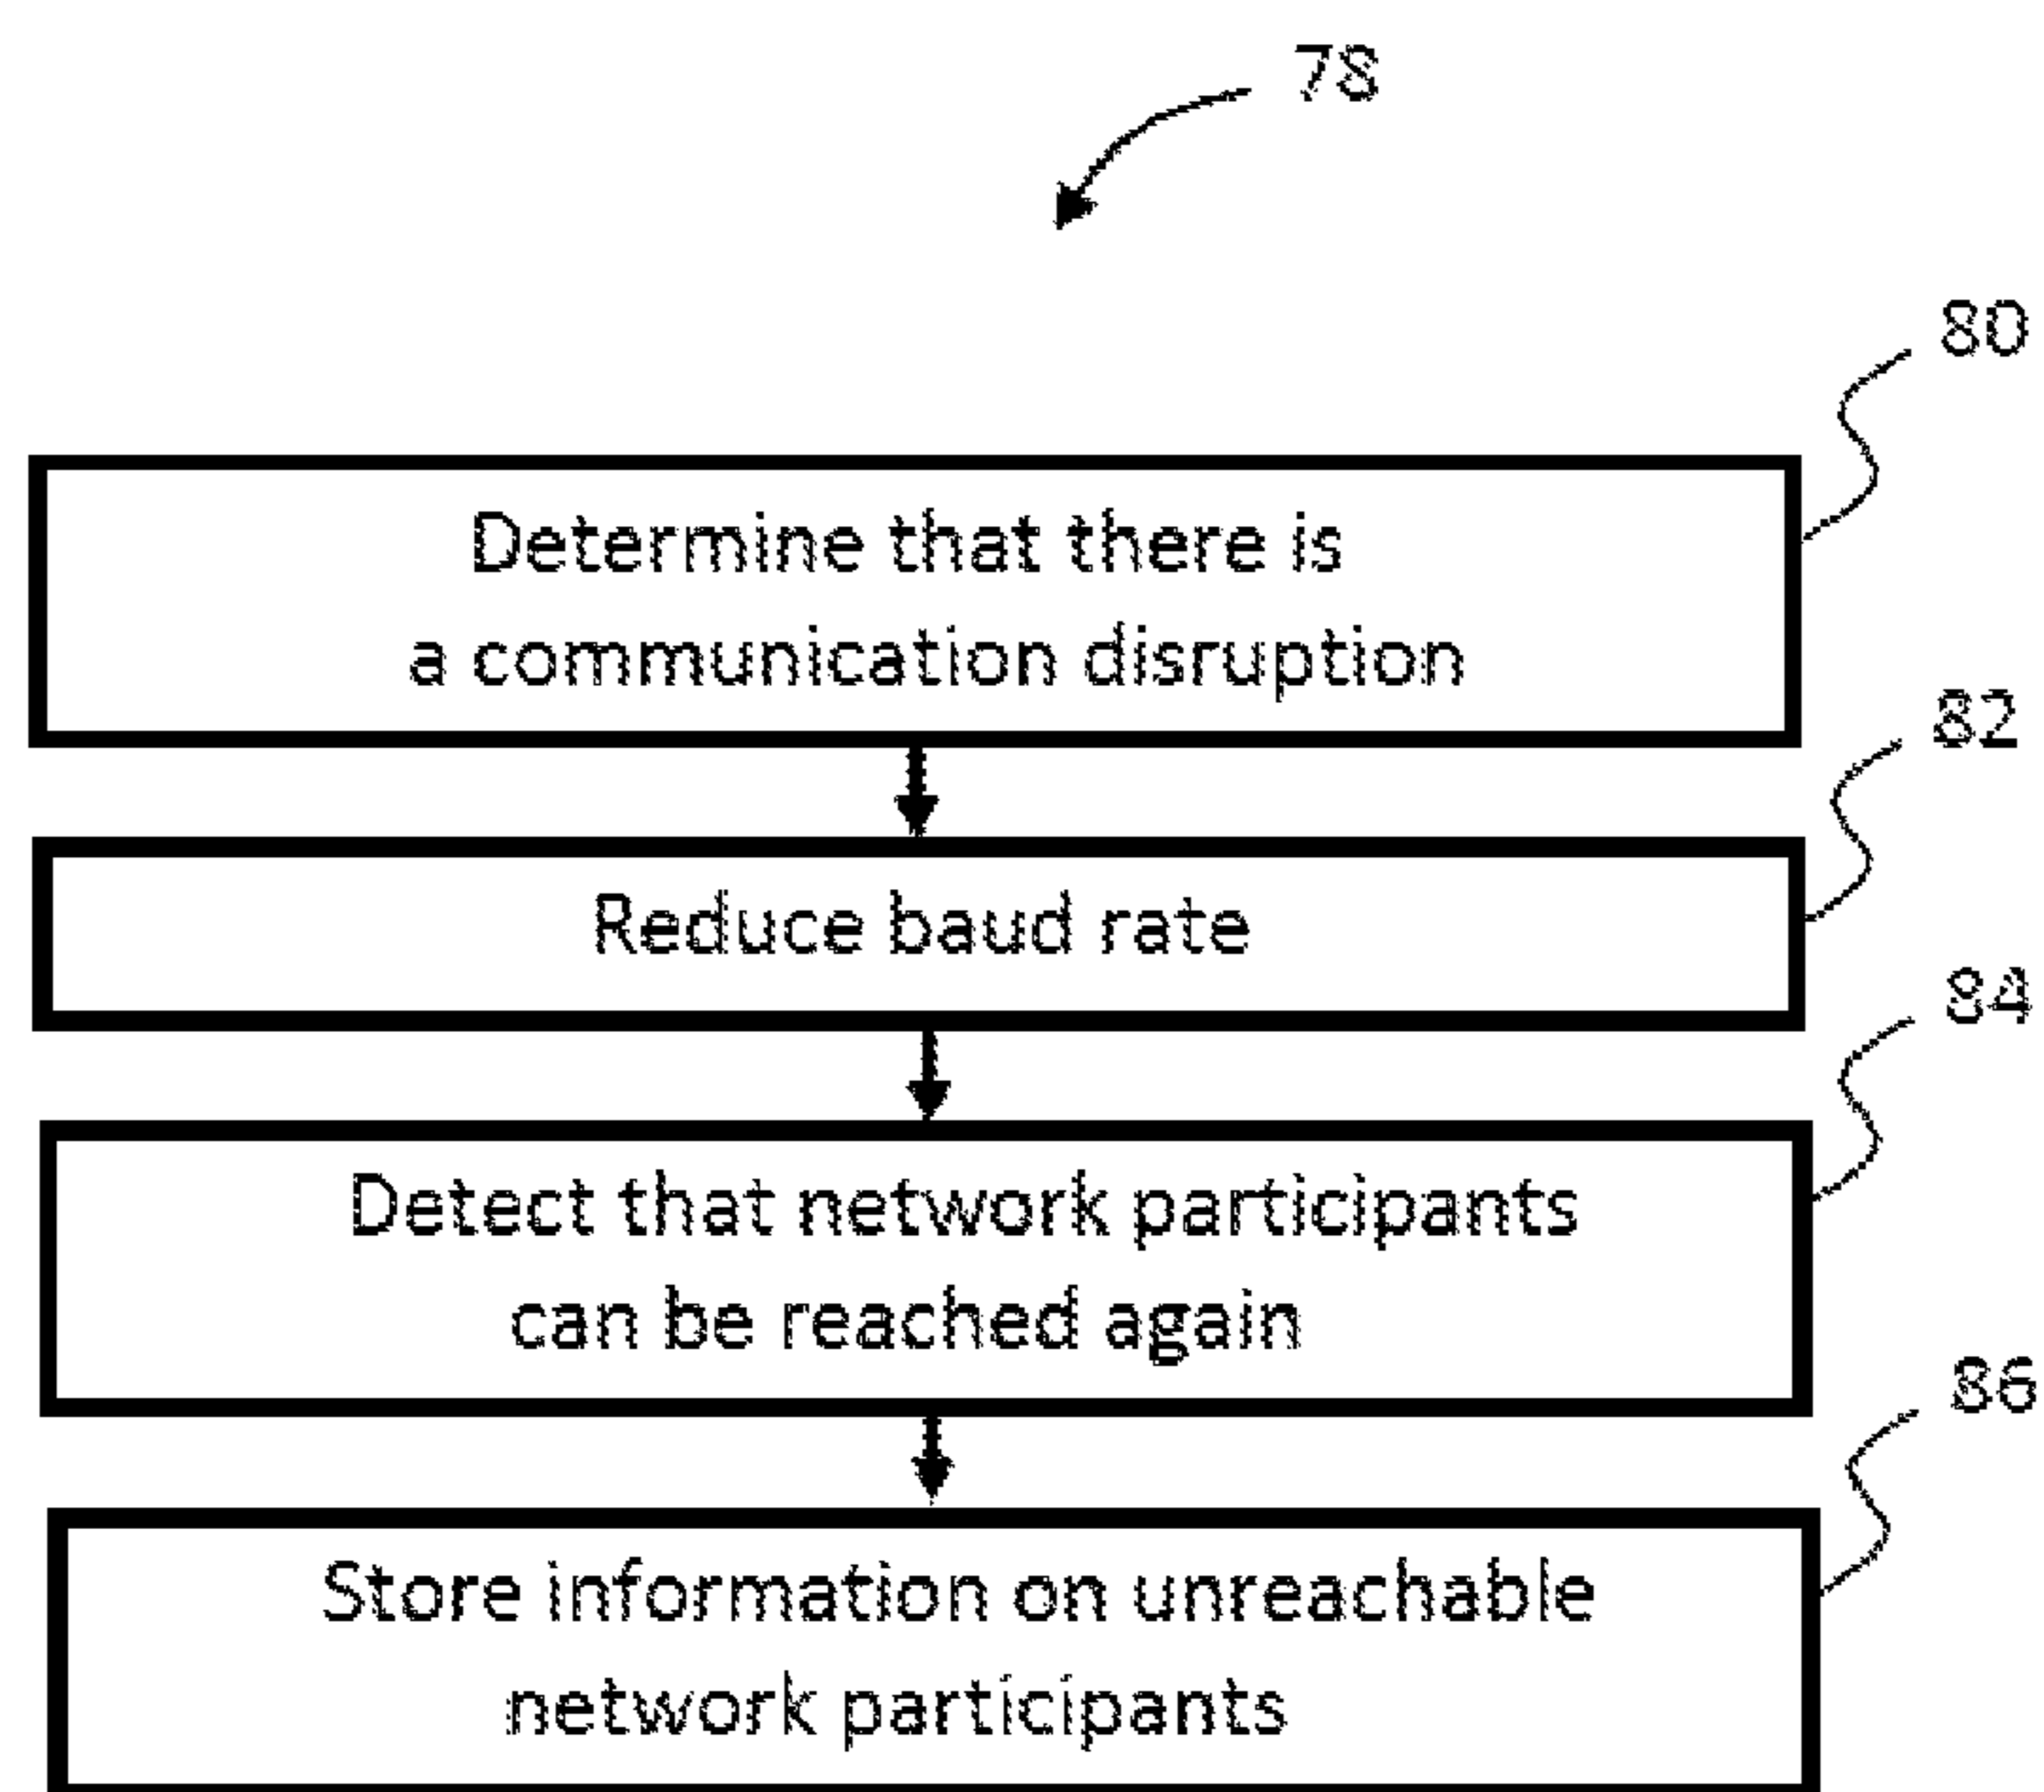 78
80
Determine that there is
a communication disruption
82
Reduce baud rate
84
Detect that network participants
can be reached again
86
Store information on unreachable
network participants